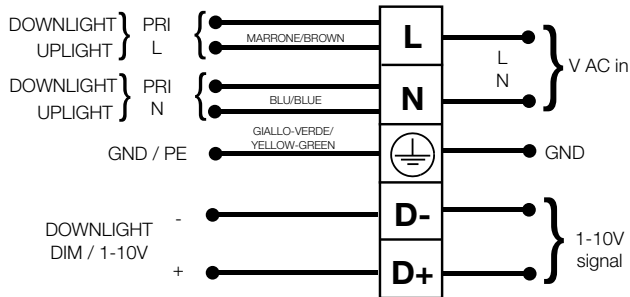 DOWNLIGHT
UPLIGHT
PRI
L
MARRONE/BROWN
L
L
N
V AC in
DOWNLIGHT
UPLIGHT
PRI
N
BLU/BLUE
N
GND / PE
GIALLO-VERDE/
YELLOW-GREEN
GND
DOWNLIGHT
DIM / 1-10V
-
+
D-
D+
1-10V
signal